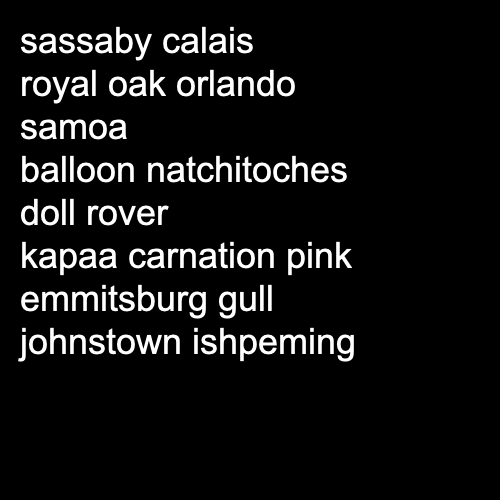 sassaby calais
royal oak orlando
samoa
balloon natchitoches
doll rover
kapaa carnation pink
emmitsburg gull
johnstown ishpeming